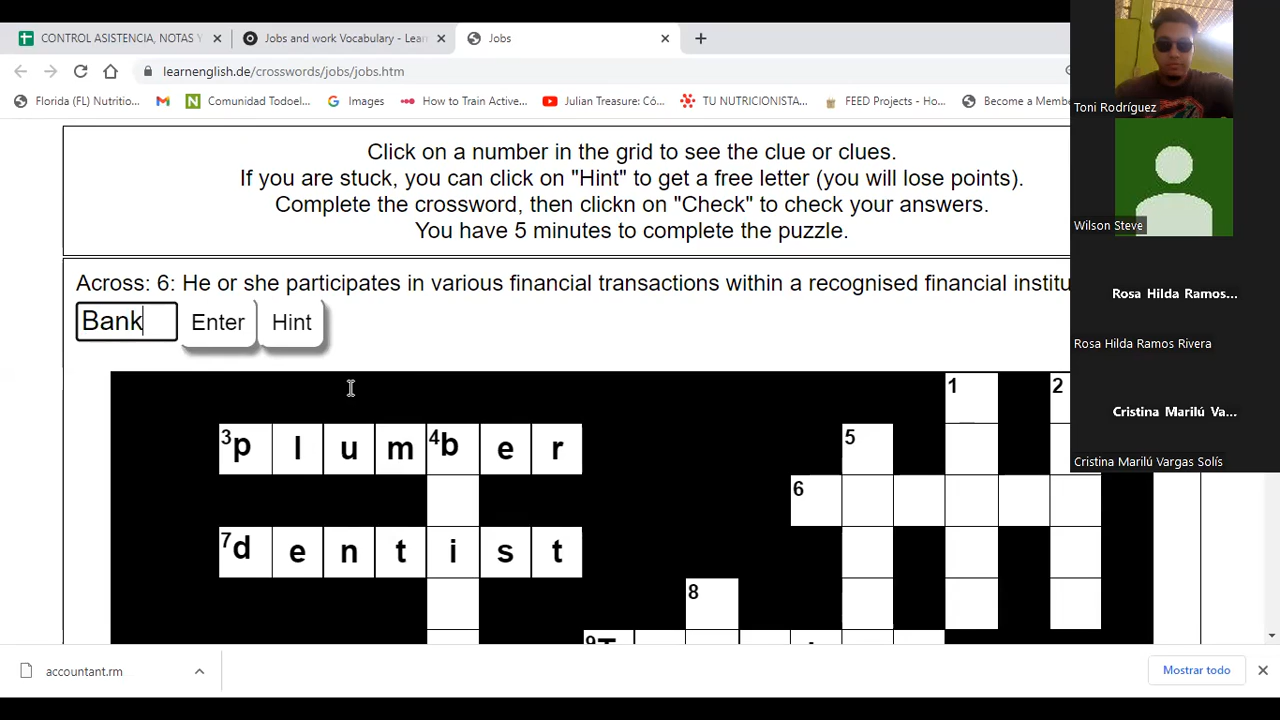 CONTROL ASISTENCIA, NOTAS Y
Jobs and work Vocabulary - Lear
Jobs
learnenglish.de/crosswords/jobs/jobs.htm
Florida (FL) Nutritio...
Comunidad Todoel...
Images
How to Train Active...
Julian Treasure: Có...
TU NUTRICIONISTA...
FEED Projects - Ho...
Become a Membe
Click on a number in the grid to see the clue or clues.
If you are stuck, you can click on "Hint" to get a free letter (you will lose points).
Complete the crossword, then clickn on "Check" to check your answers.
You have 5 minutes to complete the puzzle.
Across: 6: He or she participates in various financial transactions within a recognised financial institu
Bank
Enter
Hint
1 2
3 p l u m 4 b e r 5
6
7 d e n t i s t
8
9
accountant.rm
Mostrar todo
Toni Rodríguez
Wilson Steve
Rosa Hilda Ramos...
Rosa Hilda Ramos Rivera
Cristina Marilú Va...
Cristina Marilú Vargas Solís